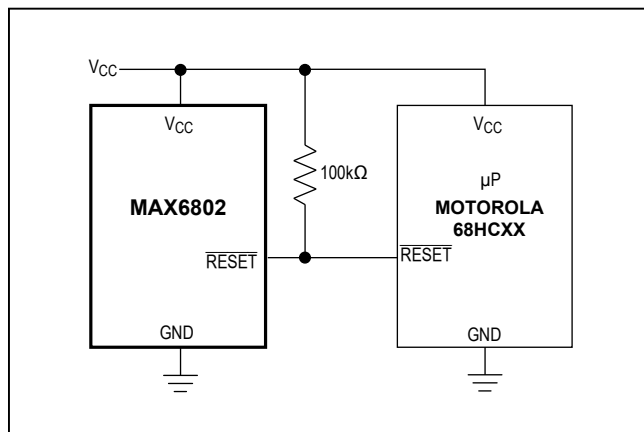 VCC
VCC
MAX6802
RESET
GND
100kΩ
VCC
µP
MOTOROLA
68HCXX
RESET
GND